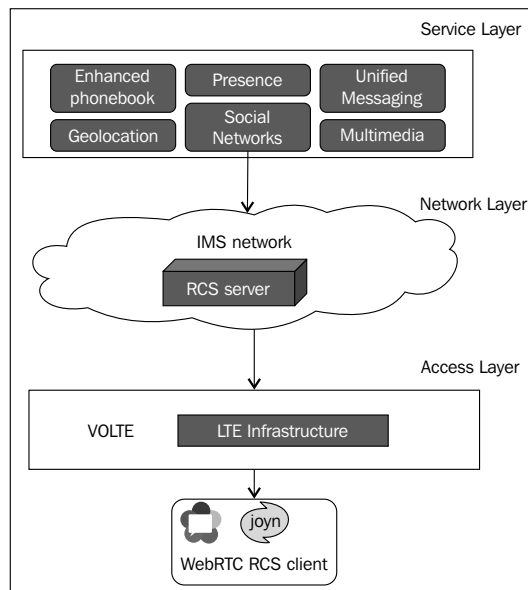 Service Layer
Enhanced
phonebook
Presence
Unified
Messaging
Geolocation
Social
Networks
Multimedia
Network Layer
IMS network
RCS server
Access Layer
VOLTE
LTE Infrastructure
joyn
WebRTC RCS client